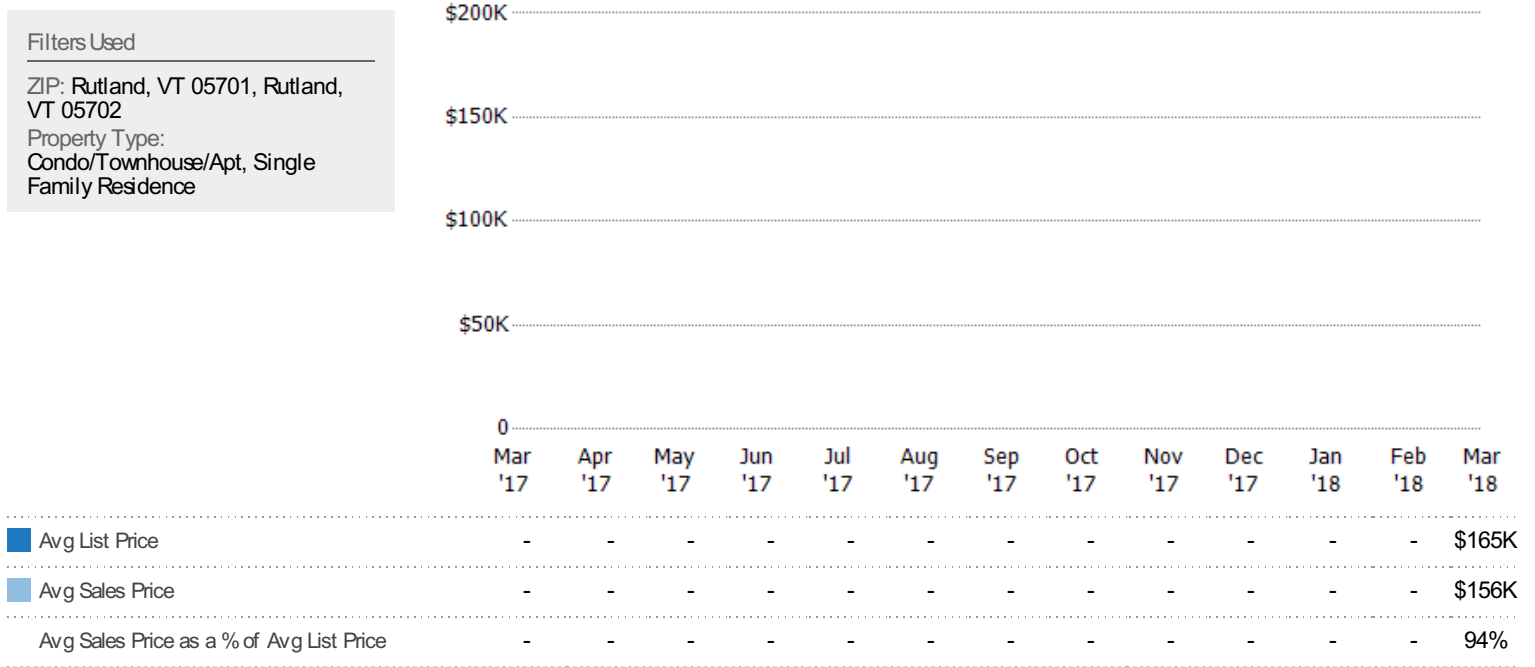 Filters Used
ZIP: Rutland, VT 05701, Rutland,
VT 05702
Property Type:
Condo/Townhouse/Apt, Single
Family Residence
$200K
$150K
$100K
$50K
0
Mar Apr May Jun Jul Aug Sep Oct Nov Dec Jan Feb Mar
'17 '17 '17 '17 '17 '17 '17 '17 '17 '17 '18 '18 '18
Avg List Price - - - - - - - - - - - - $165K
Avg Sales Price - - - - - - - - - - - - $156K
Avg Sales Price as a % of Avg List Price - - - - - - - - - - - - 94%